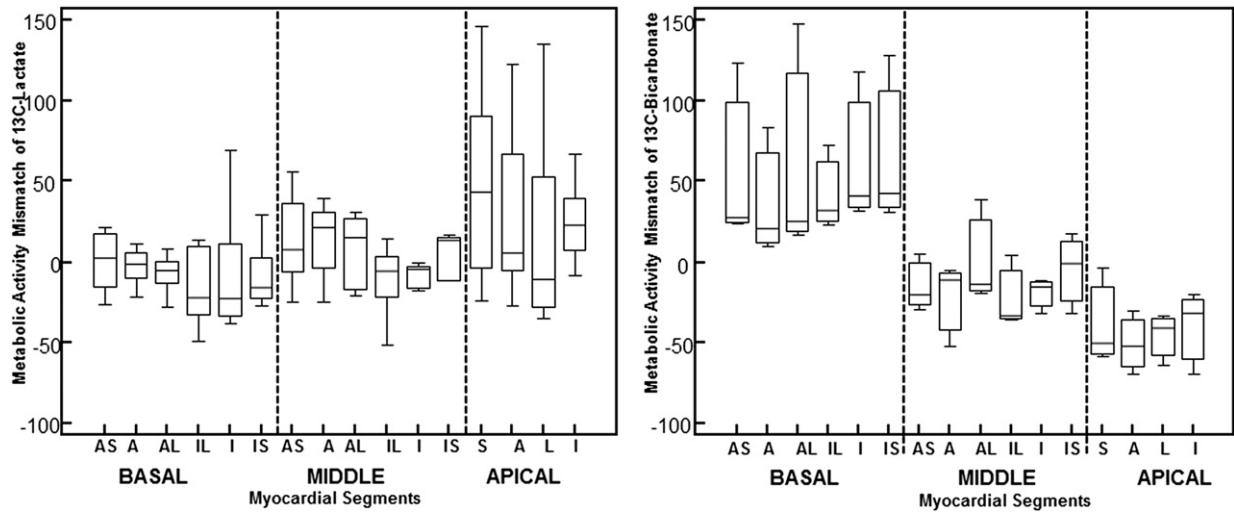 Metabolic Activity Mismatch of 13C-Lactate
150
100
50
0
-50
-100
AS A AL IL I IS AS A AL IL I IS S A L I
BASAL MIDDLE APICAL
Myocardial Segments
Metabolic Activity Mismatch of 13C-Bicarbonate
150
100
50
0
-50
-100
AS A AL IL I IS AS A AL IL I IS S A L I
BASAL MIDDLE APICAL
Myocardial Segments